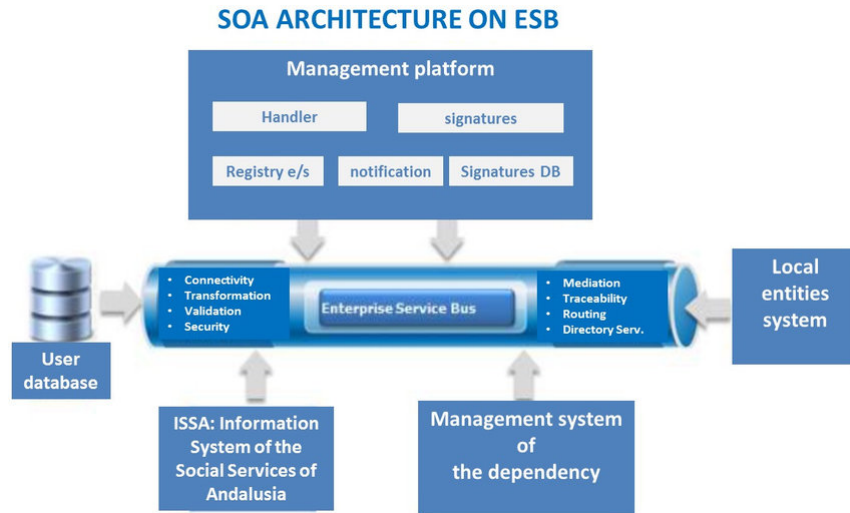 SOA ARCHITECTURE ON ESB
Management platform
Handler
signatures
Registry e/s
notification
Signatures DB
• Connectivity
• Transformation
• Validation
• Security
Enterprise Service Bus
• Mediation
• Traceability
• Routing
• Directory Serv.
Local
entities
system
User
database
ISSA: Information
System of the
Social Services of
Andalusia
Management system
of
the dependency